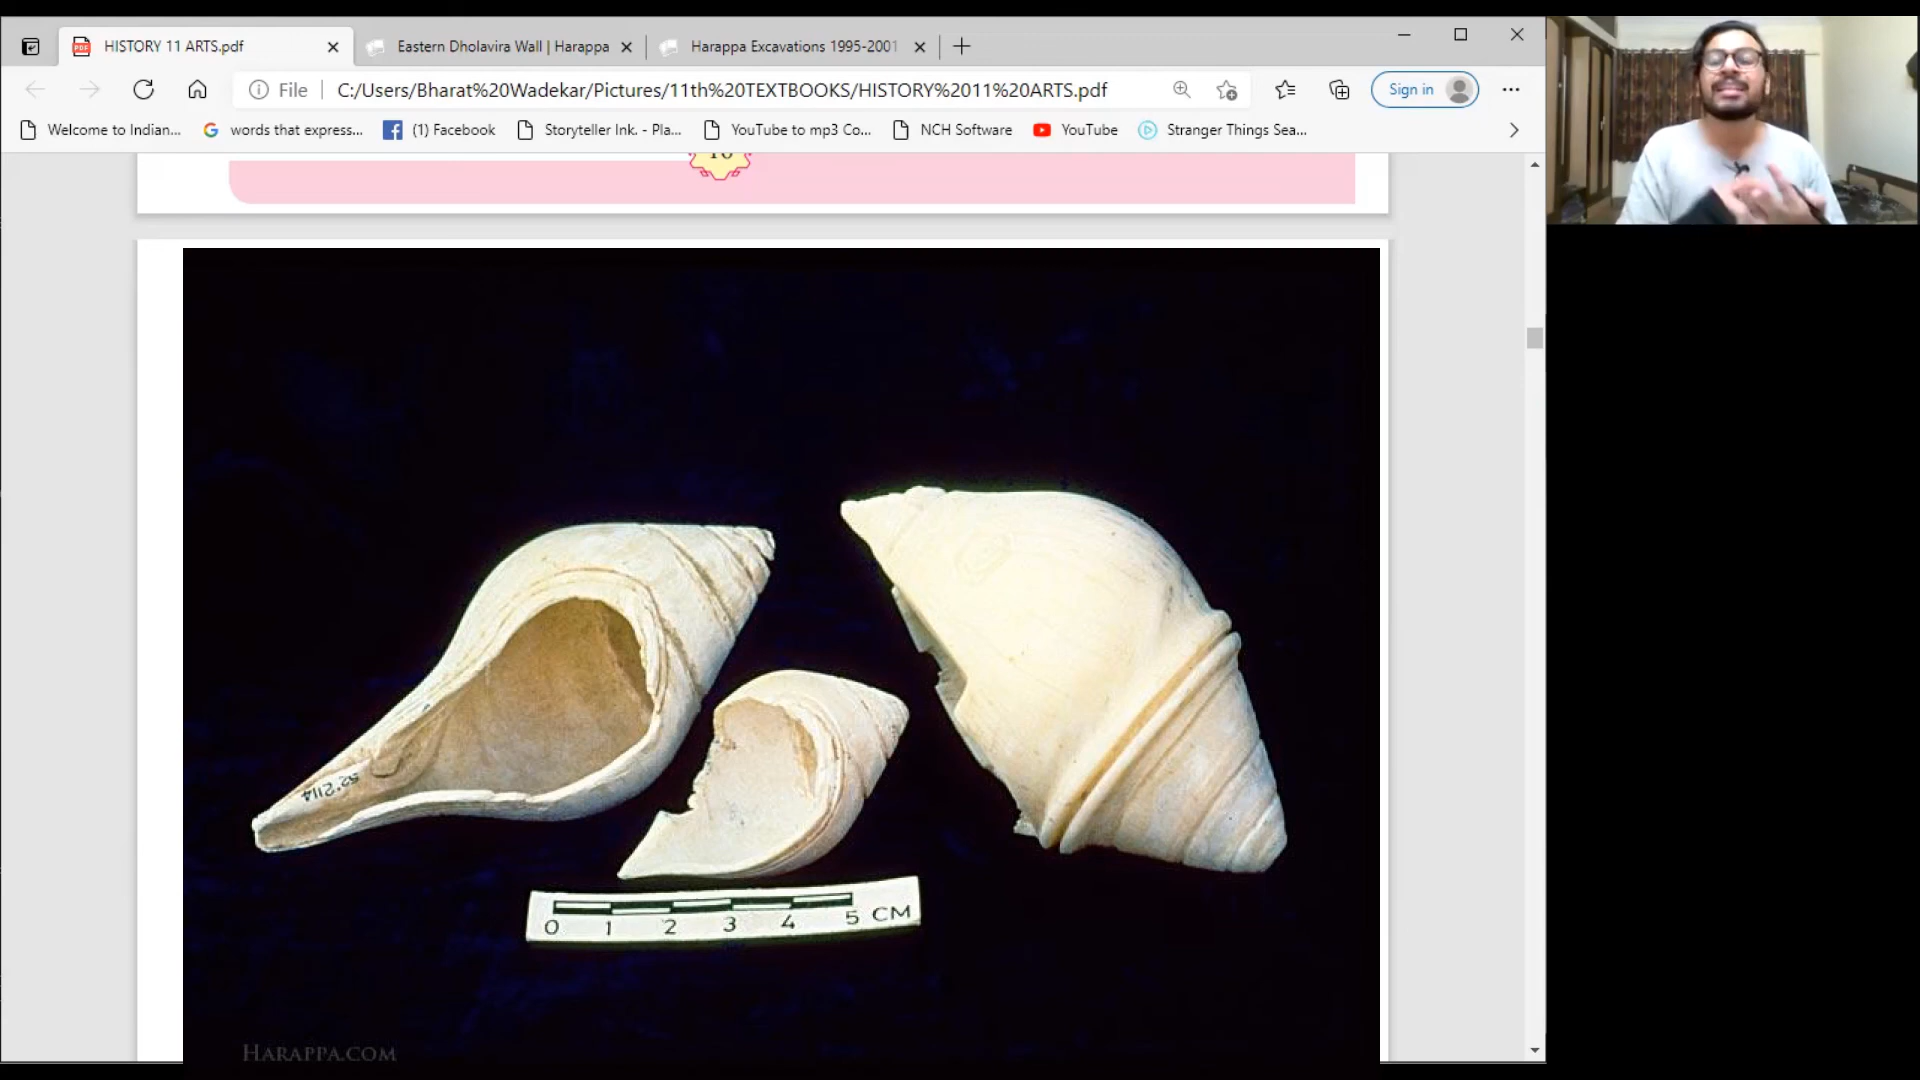 HISTORY 11 ARTS.pdf
Eastern Dholavira Wall | Harappa
Harappa Excavations 1995-2001
File
C:/Users/Bharat%20Wadekar/Pictures/11th%20TEXTBOOKS/HISTORY%2011%20ARTS.pdf
Sign in
Welcome to Indian...
words that express...
(1) Facebook
Storyteller Ink. - Pla...
YouTube to mp3 Co...
NCH Software
YouTube
Stranger Things Sea...
52.2114
0 1 2 3 4 5 CM
HARAPPA.COM